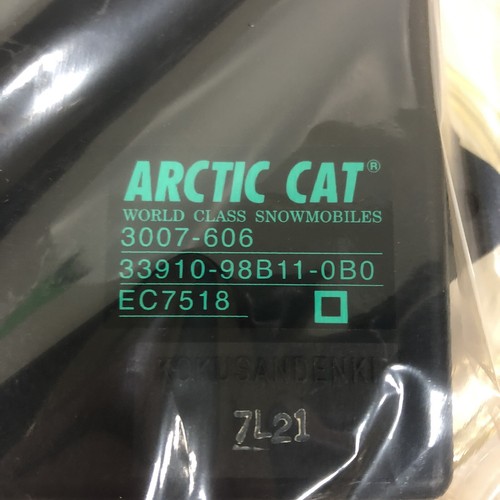 ARCTIC CAT®
WORLD CLASS SNOWMOBILES
3007-606
33910-98B11-0B0
EC7518
KOKUSANDENKI
7L21